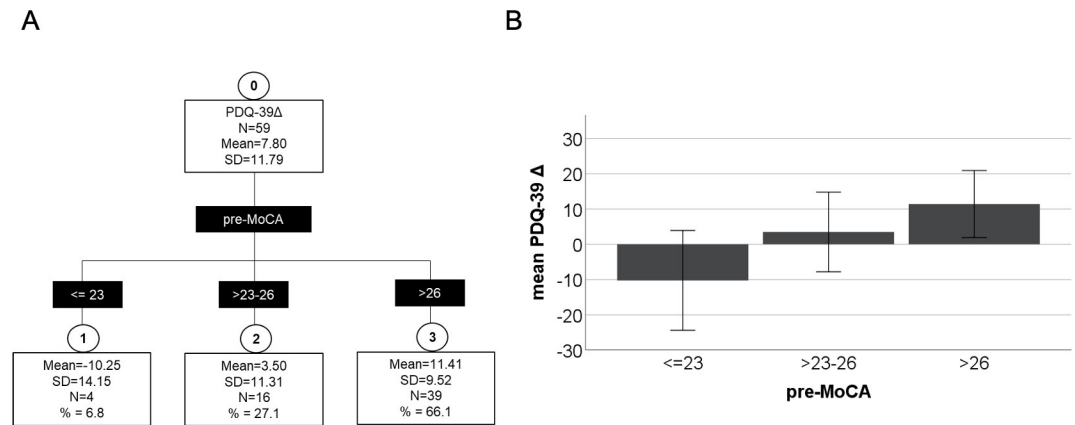 A
0
PDQ-39Δ
N=59
Mean=7.80
SD=11.79
pre-MoCA
<= 23
>23-26
>26
1
2
3
Mean=-10.25
SD=14.15
N=4
% = 6.8
Mean=3.50
SD=11.31
N=16
% = 27.1
Mean=11.41
SD=9.52
N=39
% = 66.1
B
mean PDQ-39 Δ
30
20
10
0
-10
-20
-30
<=23
>23-26
>26
pre-MoCA